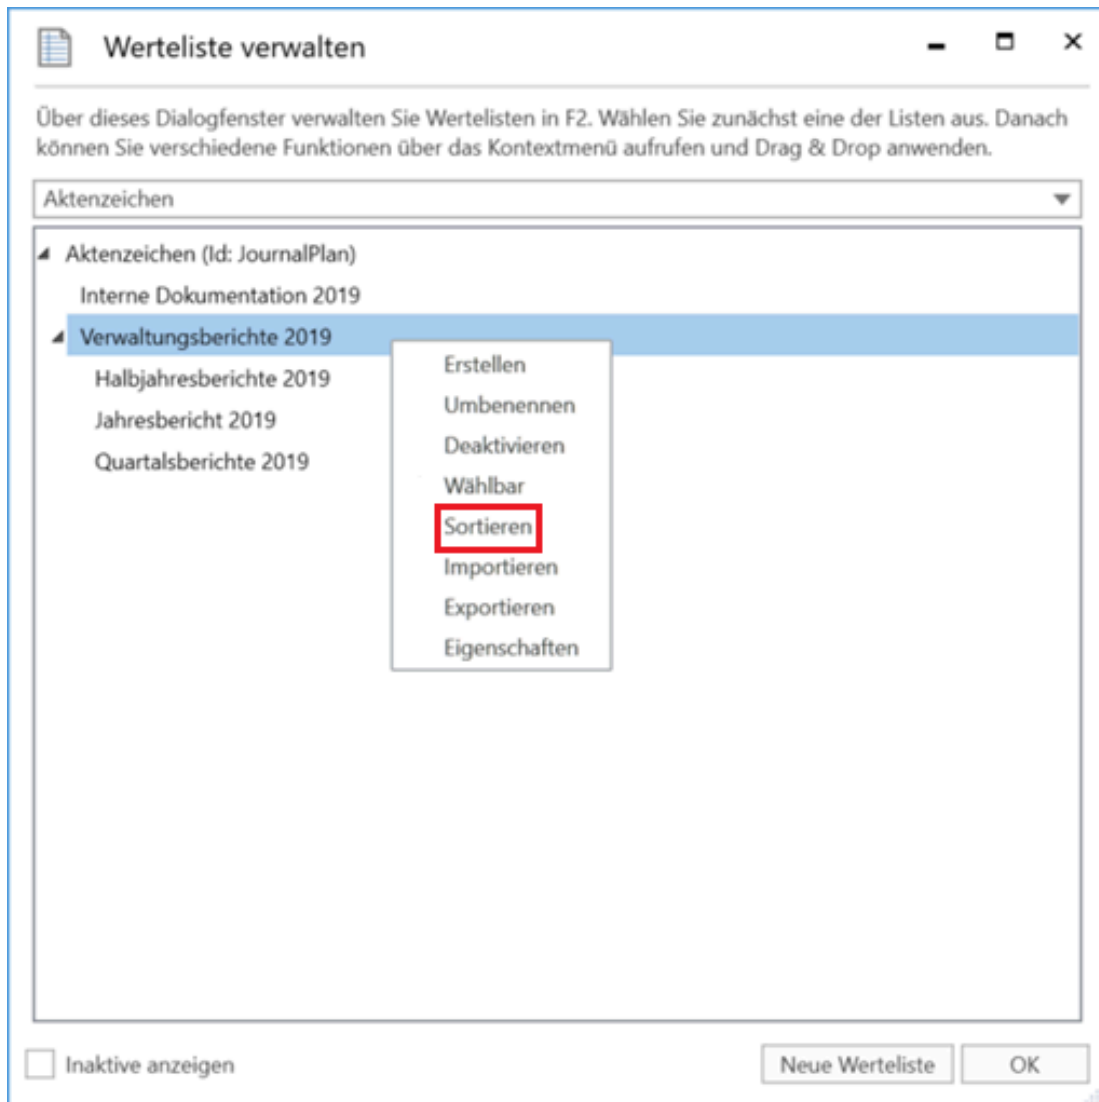 Werteliste verwalten
Über dieses Dialogfenster verwalten Sie Wertelisten in F2. Wählen Sie zunächst eine der Listen aus. Danach
können Sie verschiedene Funktionen über das Kontextmenü aufrufen und Drag & Drop anwenden.
Aktenzeichen
Aktenzeichen (Id: JournalPlan)
Interne Dokumentation 2019
Verwaltungsberichte 2019
Halbjahresberichte 2019
Jahresbericht 2019
Quartalsberichte 2019
Erstellen
Umbenennen
Deaktivieren
Wählbar
Sortieren
Importieren
Exportieren
Eigenschaften
Inaktive anzeigen
Neue Werteliste
OK